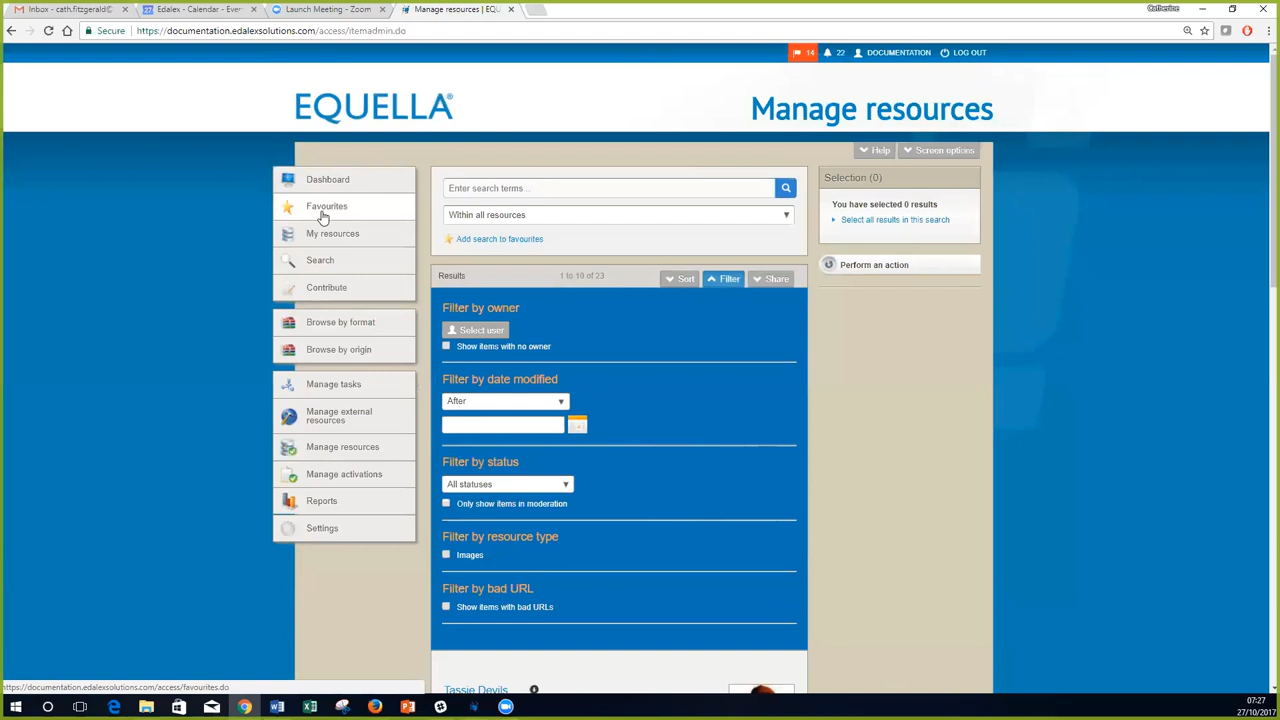 Inbox - cath.fitzgerald@
Edalex - Calendar - Even
Launch Meeting - Zoom
Manage resources | EQU
Catherine
Secure
https://documentation.edalexsolutions.com/access/itemadmin.do
14
22
DOCUMENTATION
LOG OUT
EQUELLA®
Manage resources
Help
Screen options
Dashboard
Favourites
My resources
Search
Contribute
Browse by format
Browse by origin
Manage tasks
Manage external
resources
Manage resources
Manage activations
Reports
Settings
Enter search terms...
Within all resources
Add search to favourites
Results
1 to 10 of 23
Sort
Filter
Share
Filter by owner
Select user
Show items with no owner
Filter by date modified
After
Filter by status
All statuses
Only show items in moderation
Filter by resource type
Images
Filter by bad URL
Show items with bad URLs
Tassie Devils
Selection (0)
You have selected 0 results
Select all results in this search
Perform an action
https://documentation.edalexsolutions.com/access/favourites.do
07:27
27/10/2017